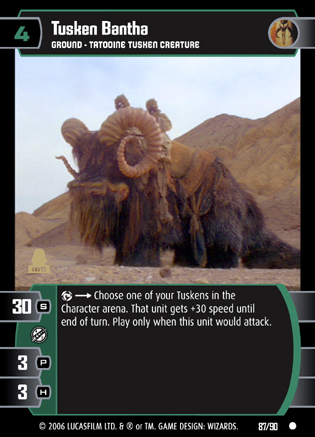 4
Tusken Bantha
GROUND • TATOOINE TUSKEN CREATURE
30 S
Choose one of your Tuskens in the
Character arena. That unit gets +30 speed until
end of turn. Play only when this unit would attack.
3 P
3 H
© 2006 LUCASFILM LTD. & ® or TM. GAME DESIGN: WIZARDS.
87/90